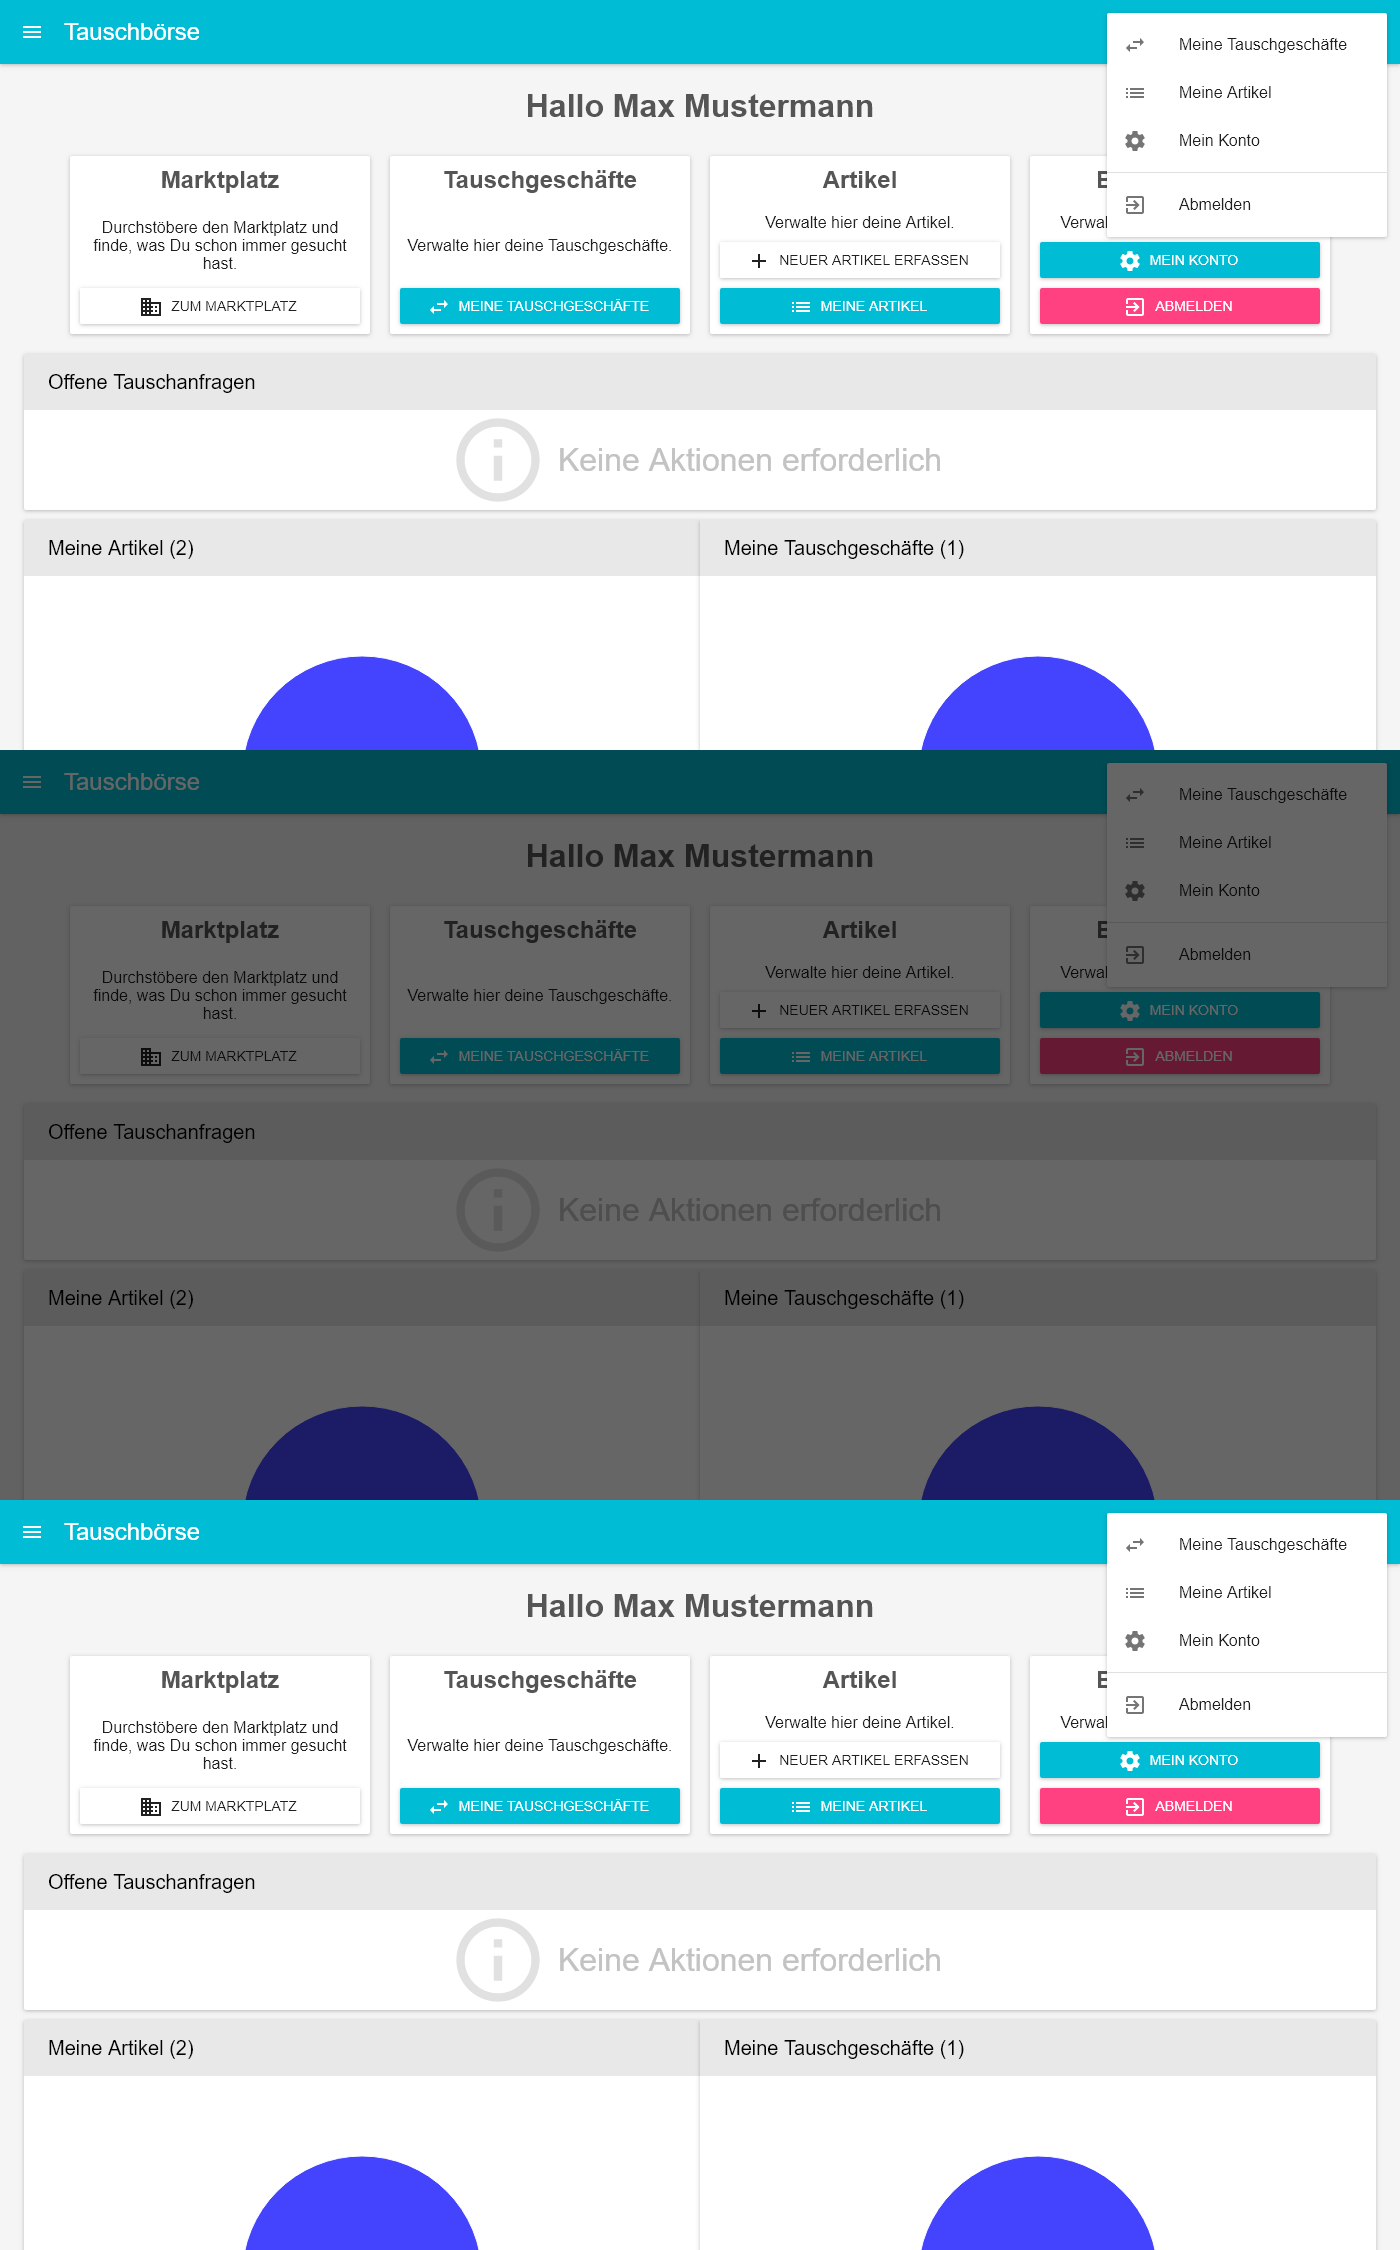 Tauschbörse
Meine Tauschgeschäfte
Meine Artikel
Mein Konto
Abmelden
Hallo Max Mustermann
Marktplatz
Durchstöbere den Marktplatz und
finde, was Du schon immer gesucht
hast.
ZUM MARKTPLATZ
Tauschgeschäfte
Verwalte hier deine Tauschgeschäfte.
MEINE TAUSCHGESCHÄFTE
Artikel
Verwalte hier deine Artikel.
NEUER ARTIKEL ERFASSEN
MEINE ARTIKEL
MEIN KONTO
ABMELDEN
Offene Tauschanfragen
Keine Aktionen erforderlich
Meine Artikel (2)
Meine Tauschgeschäfte (1)
Tauschbörse
Meine Tauschgeschäfte
Meine Artikel
Mein Konto
Abmelden
Hallo Max Mustermann
Marktplatz
Durchstöbere den Marktplatz und
finde, was Du schon immer gesucht
hast.
ZUM MARKTPLATZ
Tauschgeschäfte
Verwalte hier deine Tauschgeschäfte.
MEINE TAUSCHGESCHÄFTE
Artikel
Verwalte hier deine Artikel.
NEUER ARTIKEL ERFASSEN
MEINE ARTIKEL
MEIN KONTO
ABMELDEN
Offene Tauschanfragen
Keine Aktionen erforderlich
Meine Artikel (2)
Meine Tauschgeschäfte (1)
Tauschbörse
Meine Tauschgeschäfte
Meine Artikel
Mein Konto
Abmelden
Hallo Max Mustermann
Marktplatz
Durchstöbere den Marktplatz und
finde, was Du schon immer gesucht
hast.
ZUM MARKTPLATZ
Tauschgeschäfte
Verwalte hier deine Tauschgeschäfte.
MEINE TAUSCHGESCHÄFTE
Artikel
Verwalte hier deine Artikel.
NEUER ARTIKEL ERFASSEN
MEINE ARTIKEL
MEIN KONTO
ABMELDEN
Offene Tauschanfragen
Keine Aktionen erforderlich
Meine Artikel (2)
Meine Tauschgeschäfte (1)